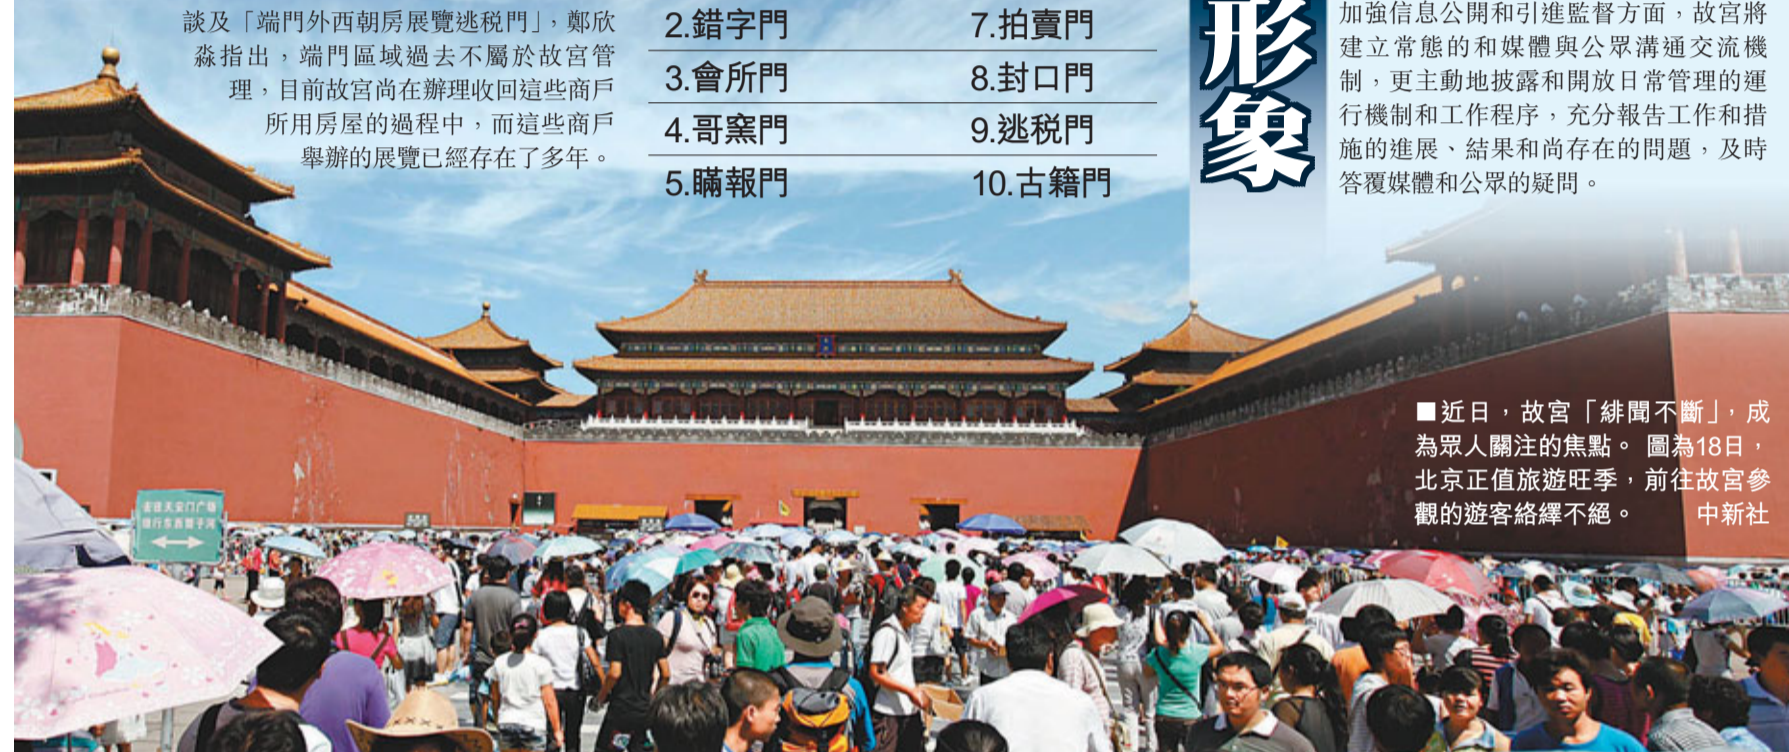 談及「端門外西朝房展覽逃税門」，鄭欣
淼指出，端門區域過去不屬於故宮管
理，目前故宮尚在辦理收回這些商戶
所用房屋的過程中，而這些商戶
舉辦的展覽已經存在了多年。
2.錯字門
3.會所門
4.哥窯門
5.瞞報門
7.拍賣門
8.封口門
9.逃税門
10.古籍門
形
象
加強信息公開和引進監督方面，故宮將
建立常態的和媒體與公眾溝通交流機
制，更主動地披露和開放日常管理的運
行機制和工作程序，充分報告工作和措
施的進展、結果和尚存在的問題，及時
答覆媒體和公眾的疑問。
■近日，故宮「緋聞不斷」，成
為眾人關注的焦點。 圖為18日，
北京正值旅遊旺季，前往故宮參
觀的遊客絡繹不絕。 中新社